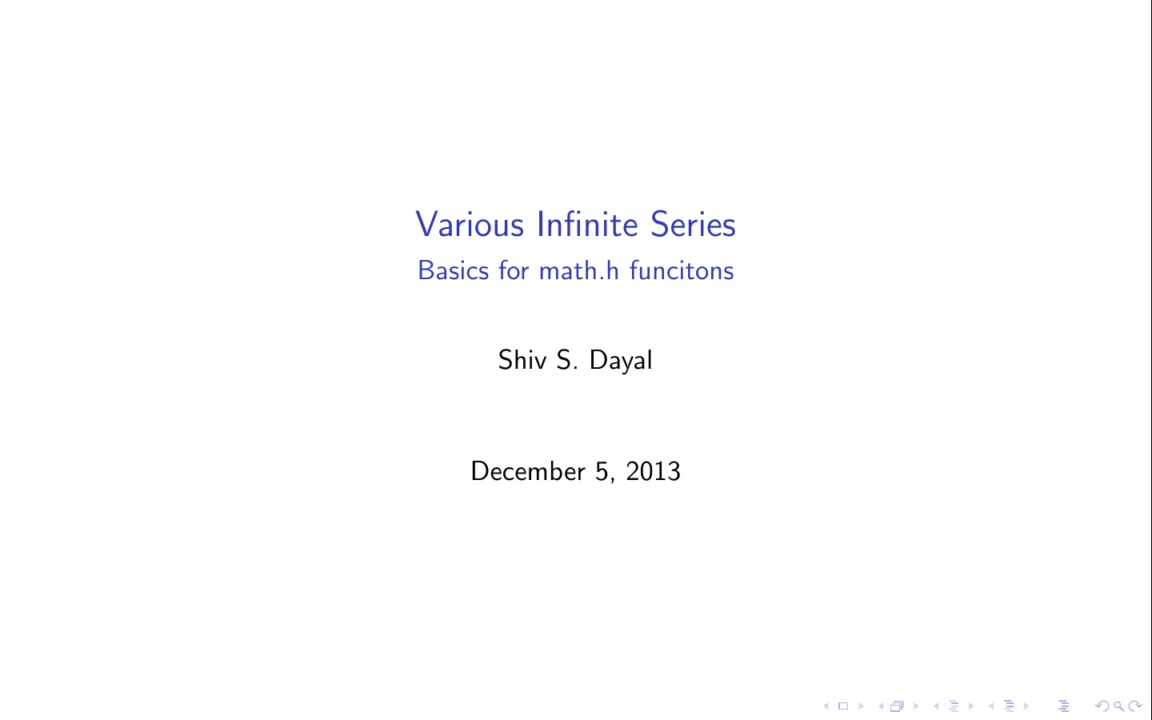 Various Infinite Series
Basics for math.h funcitons
Shiv S. Dayal
December 5, 2013